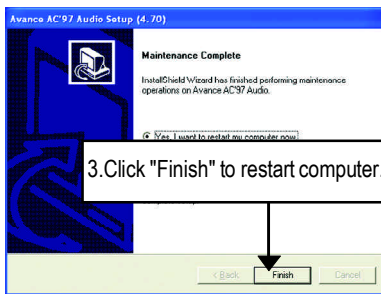 Avance AC'97 Audio Setup (4.70)
Maintenance Complete
InstallShield Wizard has finished performing maintenance
operations on Avance AC'97 Audio.
Yes, I want to restart my computer now.
3.Click "Finish" to restart computer.
< Back Finish Cancel